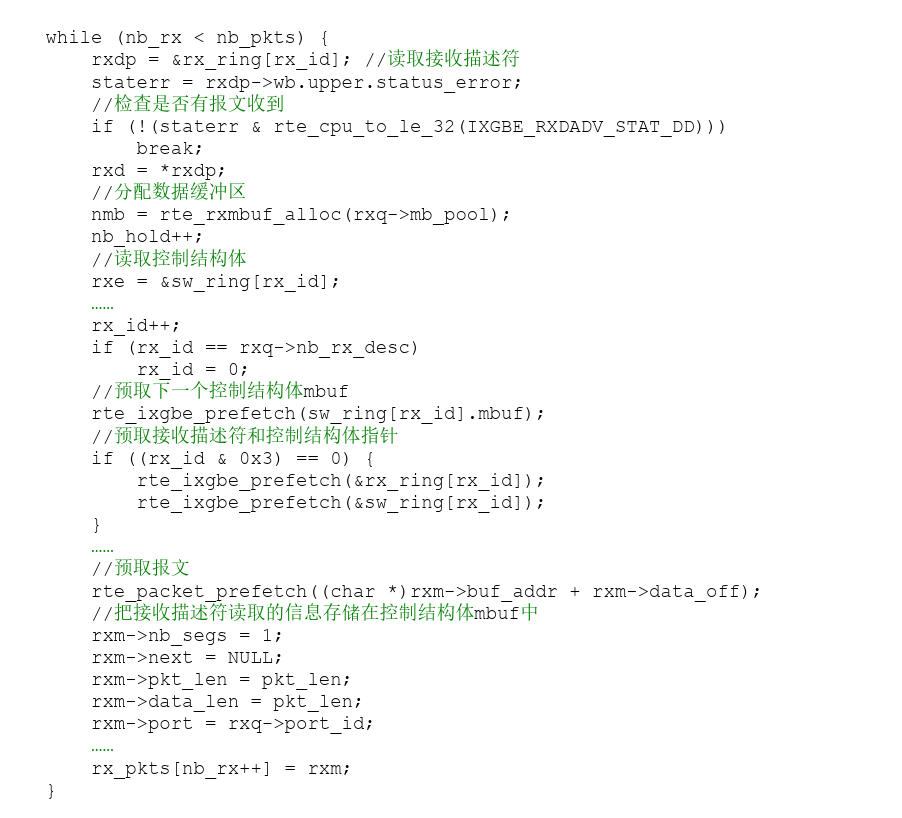 while (nb_rx < nb_pkts) {
    rxdp = &rx_ring[rx_id]; //读取接收描述符
    staterr = rxdp->wb.upper.status_error;
    //检查是否有报文收到
    if (!(staterr & rte_cpu_to_le_32(IXGBE_RXDADV_STAT_DD)))
        break;
    rxd = *rxdp;
    //分配数据缓冲区
    nmb = rte_rxmbuf_alloc(rxq->mb_pool);
    nb_hold++;
    //读取控制结构体
    rxe = &sw_ring[rx_id];
    ……
    rx_id++;
    if (rx_id == rxq->nb_rx_desc)
        rx_id = 0;
    //预取下一个控制结构体mbuf
    rte_ixgbe_prefetch(sw_ring[rx_id].mbuf);
    //预取接收描述符和控制结构体指针
    if ((rx_id & 0x3) == 0) {
        rte_ixgbe_prefetch(&rx_ring[rx_id]);
        rte_ixgbe_prefetch(&sw_ring[rx_id]);
    }
    ……
    //预取报文
    rte_packet_prefetch((char *)rxm->buf_addr + rxm->data_off);
    //把接收描述符读取的信息存储在控制结构体mbuf中
    rxm->nb_segs = 1;
    rxm->next = NULL;
    rxm->pkt_len = pkt_len;
    rxm->data_len = pkt_len;
    rxm->port = rxq->port_id;
    ……
    rx_pkts[nb_rx++] = rxm;
}